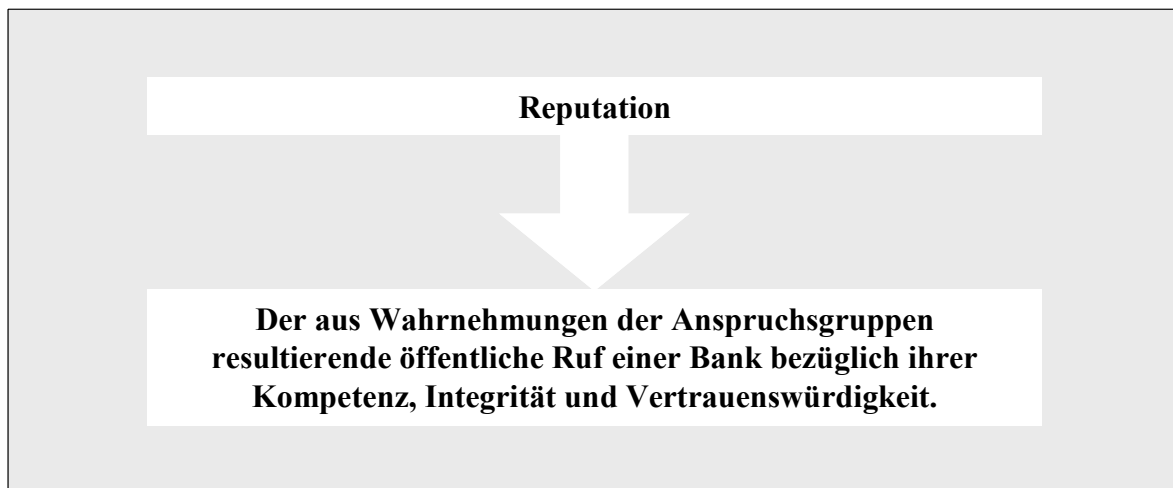 Reputation
Der aus Wahrnehmungen der Anspruchsgruppen
resultierende öffentliche Ruf einer Bank bezüglich ihrer
Kompetenz, Integrität und Vertrauenswürdigkeit.